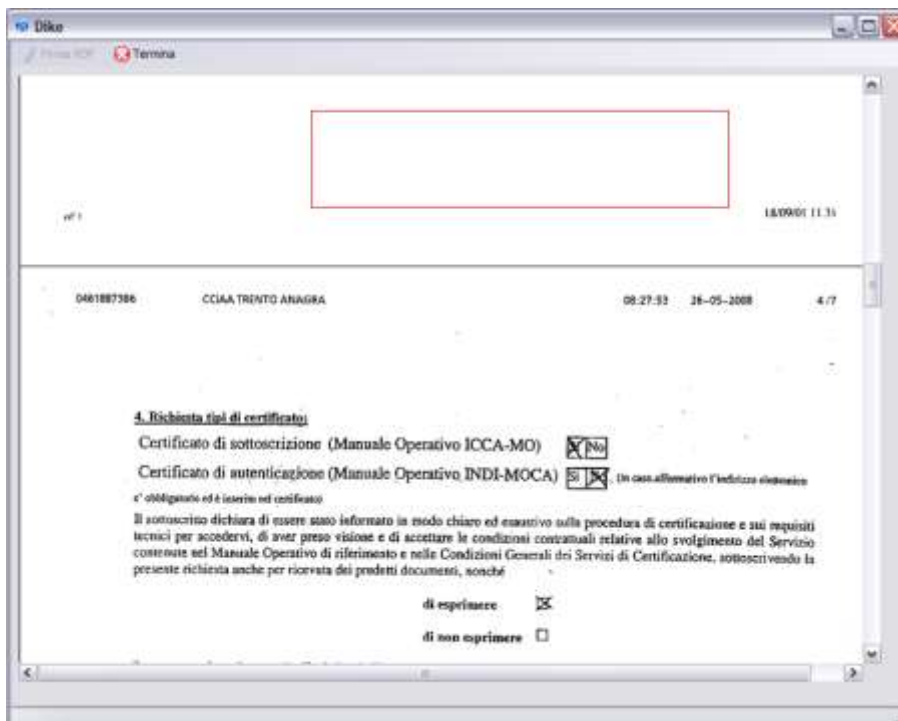 Dike
Firma PDF Termina
of 1
18/09/01 11.31
0461887386 CCIAA TRENTO ANAGRA 08:27:53 26-05-2008 4 /7
4. Richiesta tipi di certificato:
Certificato di sottoscrizione (Manuale Operativo ICCA-MO) No
Certificato di autenticazione (Manuale Operativo INDI-MOCA) Si . (in caso affermativo l'indirizzo elettronico
e' obbligatorio ed è inserito nel certificato)
Il sottoscritto dichiara di essere stato informato in modo chiaro ed esaustivo sulla procedura di certificazione e sui requisiti
tecnici per accedervi, di aver preso visione e di accettare le condizioni contrattuali relative allo svolgimento del Servizio
contenute nel Manuale Operativo di riferimento e nelle Condizioni Generali dei Servizi di Certificazione, sottoscrivendo la
presente richiesta anche per ricevuta dei predetti documenti, nonché
di esprimere
di non esprimere